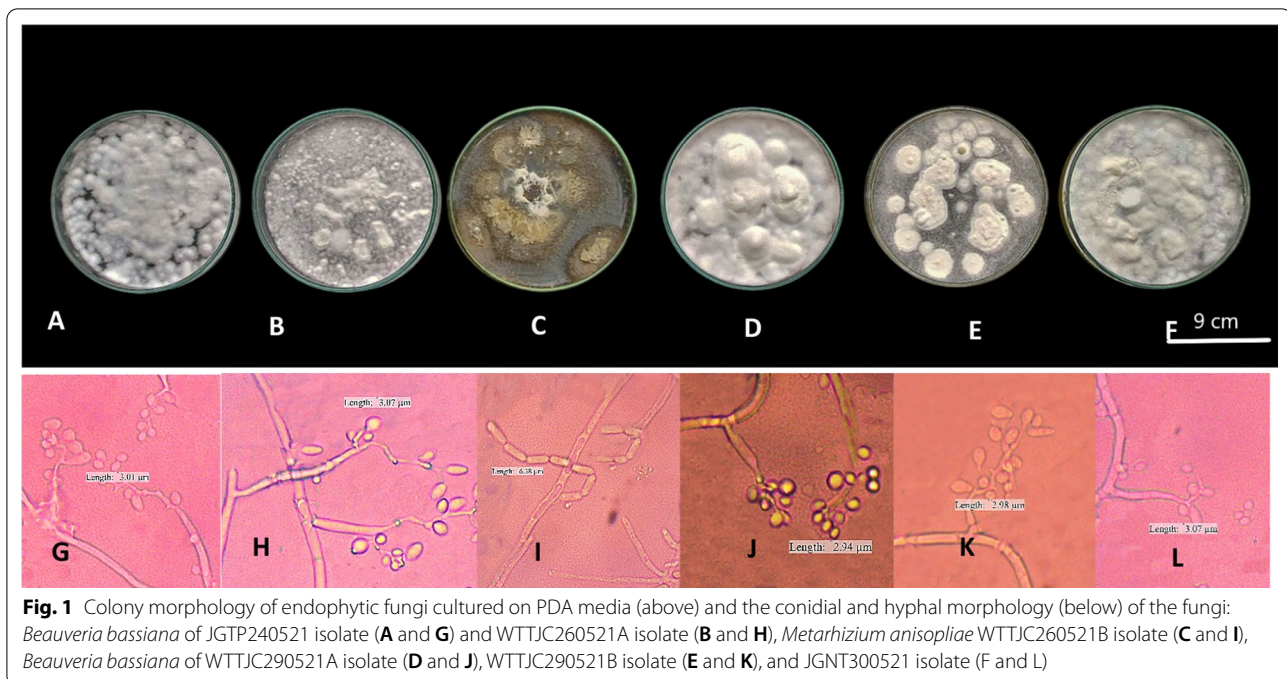 A
B
C
D
E
F
9 cm
Length: 3.01 µm
G
Length: 3.07 µm
H
Length: 6.38 µm
I
J
Length: 2.94 µm
Length: 2.98 µm
K
Length: 3.07 µm
L
Fig. 1 Colony morphology of endophytic fungi cultured on PDA media (above) and the conidial and hyphal morphology (below) of the fungi:
Beauveria bassiana of JGTP240521 isolate (A and G) and WTTJC260521A isolate (B and H), Metarhizium anisopliae WTTJC260521B isolate (C and I),
Beauveria bassiana of WTTJC290521A isolate (D and J), WTTJC290521B isolate (E and K), and JGNT300521 isolate (F and L)